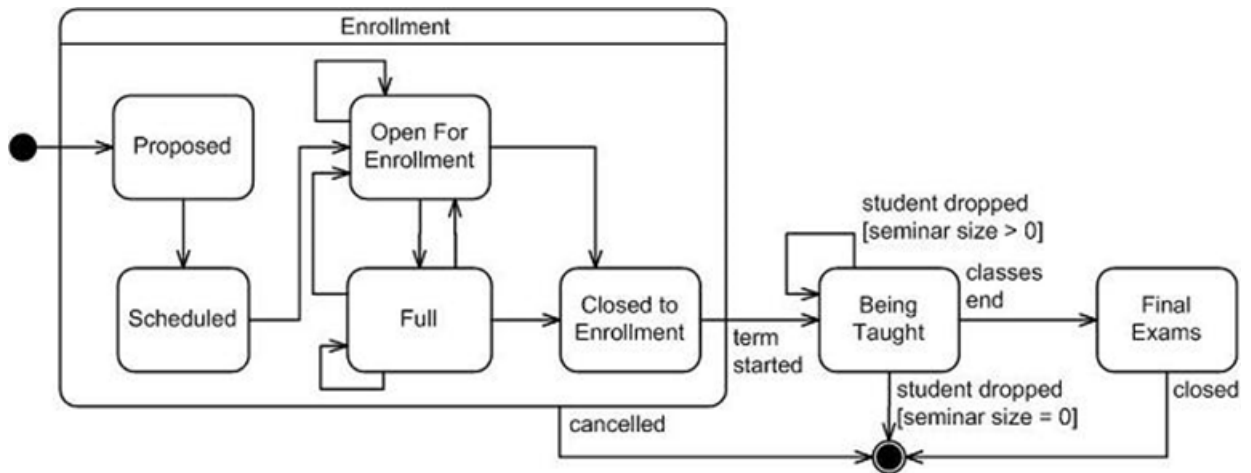 Enrollment
Proposed
Open For
Enrollment
Scheduled
Full
Closed to
Enrollment
term
started
student dropped
[seminar size > 0]
Being
Taught
classes
end
Final
Exams
student dropped
[seminar size = 0]
closed
cancelled